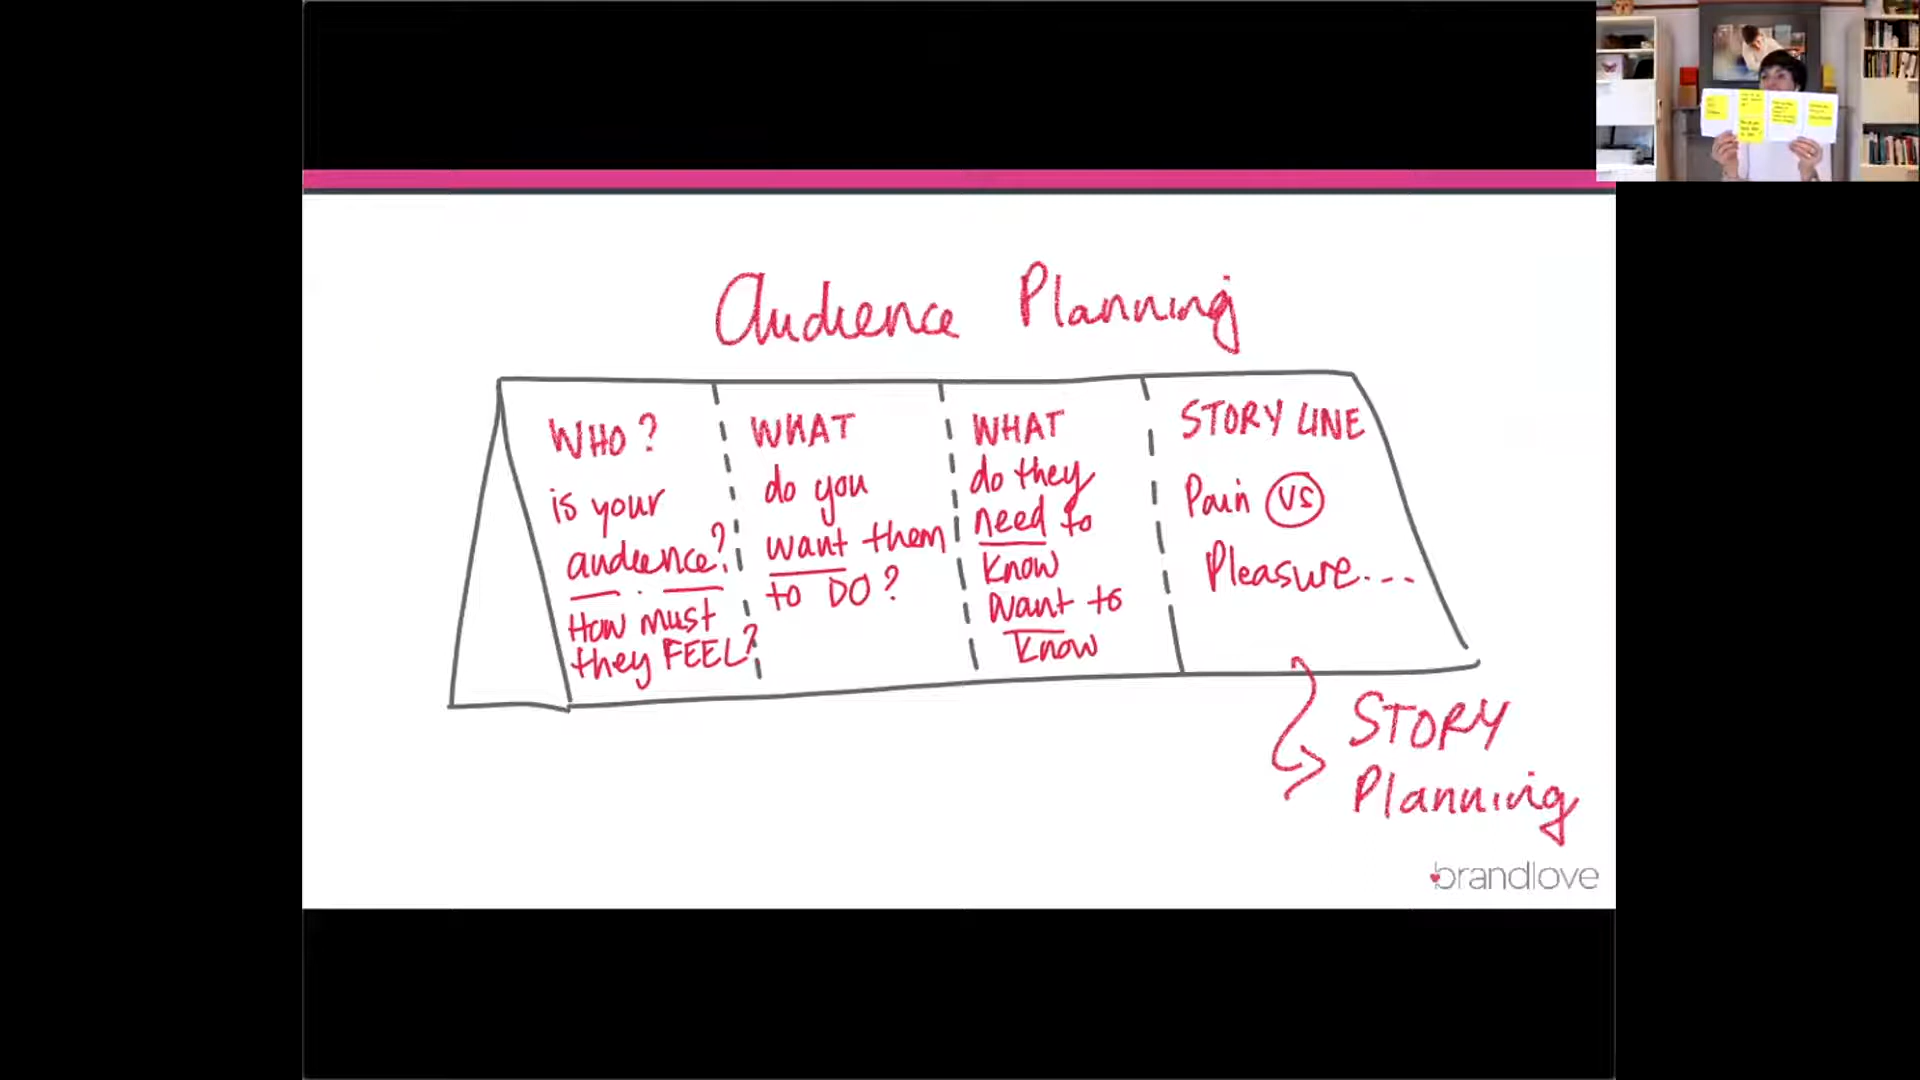 Audience Planning
WHO?
is your
audience?
How must
they FEEL?
WHAT
do you
want them
to DO?
WHAT
do they
need to
know
want to
know
STORY LINE
Pain VS
Pleasure....
STORY
Planning
brandlove